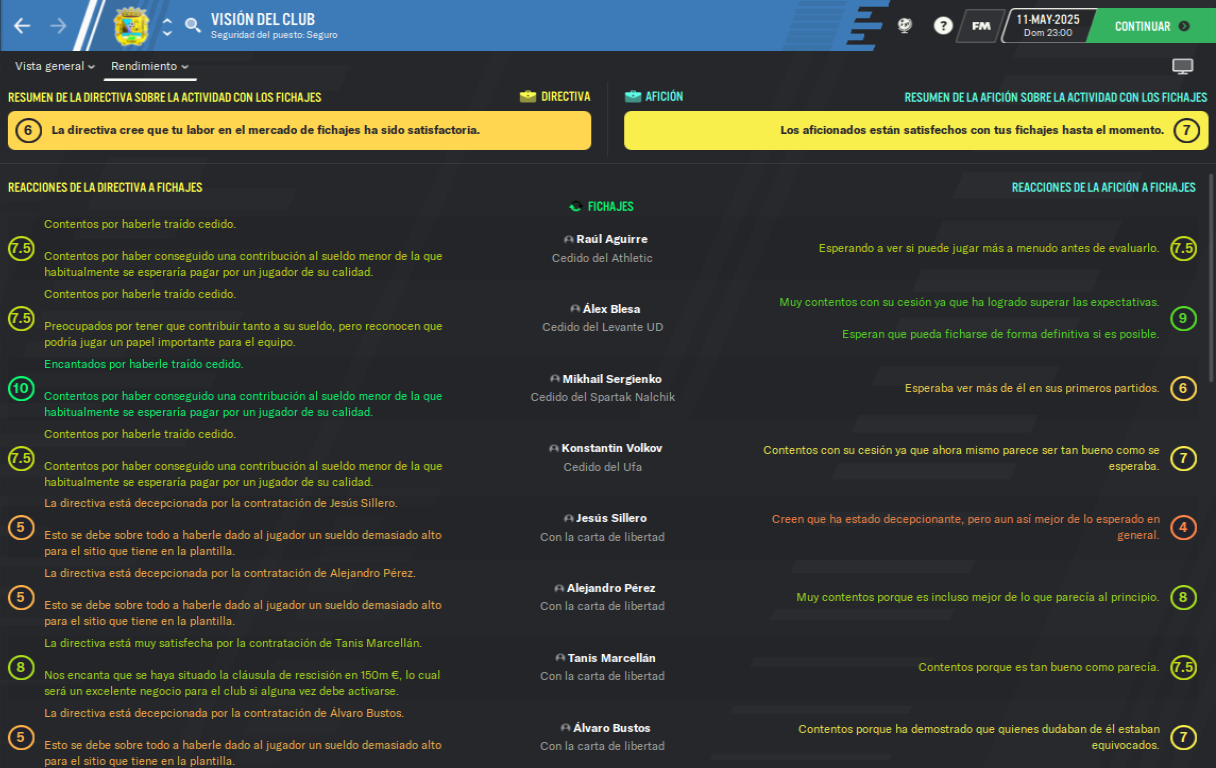 VISIÓN DEL CLUB
Seguridad del puesto: Seguro
?
FM
11-MAY-2025
Dom 23:00
CONTINUAR
Vista general
Rendimiento
RESUMEN DE LA DIRECTIVA SOBRE LA ACTIVIDAD CON LOS FICHAJES
DIRECTIVA
AFICIÓN
RESUMEN DE LA AFICIÓN SOBRE LA ACTIVIDAD CON LOS FICHAJES
6
La directiva cree que tu labor en el mercado de fichajes ha sido satisfactoria.
Los aficionados están satisfechos con tus fichajes hasta el momento.
7
REACCIONES DE LA DIRECTIVA A FICHAJES
REACCIONES DE LA AFICIÓN A FICHAJES
FICHAJES
Contentos por haberle traído cedido.
7.5
Contentos por haber conseguido una contribución al sueldo menor de la que
habitualmente se esperaría pagar por un jugador de su calidad.
Raúl Aguirre
Cedido del Athletic
Esperando a ver si puede jugar más a menudo antes de evaluarlo.
7.5
Contentos por haberle traído cedido.
7.5
Preocupados por tener que contribuir tanto a su sueldo, pero reconocen que
podría jugar un papel importante para el equipo.
Álex Blesa
Cedido del Levante UD
Muy contentos con su cesión ya que ha logrado superar las expectativas.
Esperan que pueda ficharse de forma definitiva si es posible.
9
Encantados por haberle traído cedido.
10
Contentos por haber conseguido una contribución al sueldo menor de la que
habitualmente se esperaría pagar por un jugador de su calidad.
Mikhail Sergienko
Cedido del Spartak Nalchik
Esperaba ver más de él en sus primeros partidos.
6
Contentos por haberle traído cedido.
7.5
Contentos por haber conseguido una contribución al sueldo menor de la que
habitualmente se esperaría pagar por un jugador de su calidad.
Konstantin Volkov
Cedido del Ufa
Contentos con su cesión ya que ahora mismo parece ser tan bueno como se
esperaba.
7
La directiva está decepcionada por la contratación de Jesús Sillero.
5
Esto se debe sobre todo a haberle dado al jugador un sueldo demasiado alto
para el sitio que tiene en la plantilla.
Jesús Sillero
Con la carta de libertad
Creen que ha estado decepcionante, pero aun así mejor de lo esperado en
general.
4
La directiva está decepcionada por la contratación de Alejandro Pérez.
5
Esto se debe sobre todo a haberle dado al jugador un sueldo demasiado alto
para el sitio que tiene en la plantilla.
Alejandro Pérez
Con la carta de libertad
Muy contentos porque es incluso mejor de lo que parecía al principio.
8
La directiva está muy satisfecha por la contratación de Tanis Marcellán.
8
Nos encanta que se haya situado la cláusula de rescisión en 150m €, lo cual
será un excelente negocio para el club si alguna vez debe activarse.
Tanis Marcellán
Con la carta de libertad
Contentos porque es tan bueno como parecía.
7.5
La directiva está decepcionada por la contratación de Álvaro Bustos.
5
Esto se debe sobre todo a haberle dado al jugador un sueldo demasiado alto
para el sitio que tiene en la plantilla.
Álvaro Bustos
Con la carta de libertad
Contentos porque ha demostrado que quienes dudaban de él estaban
equivocados.
7